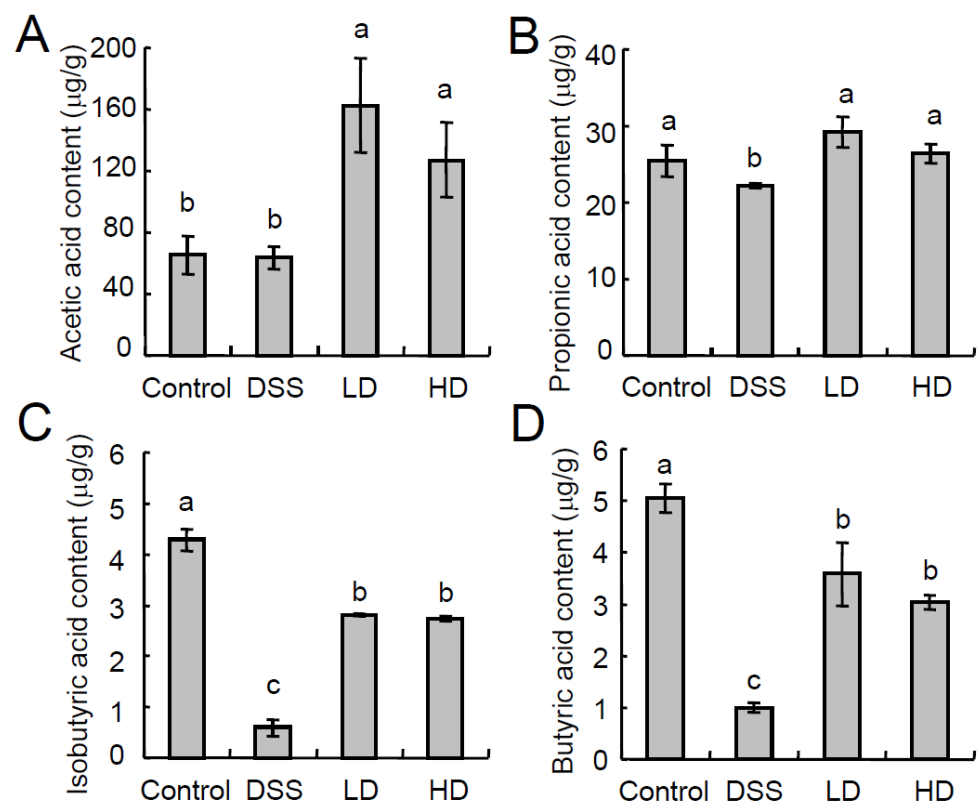 A
Acetic acid content (μg/g)
200
160
120
80
40
0
b
b
a
a
Control DSS LD HD
B
Propionic acid content (μg/g)
40
30
20
10
0
a
b
a
a
Control DSS LD HD
C
Isobutyric acid content (μg/g)
6
5
4
3
2
1
0
a
c
b
b
Control DSS LD HD
D
Butyric acid content (μg/g)
6
5
4
3
2
1
0
a
c
b
b
Control DSS LD HD